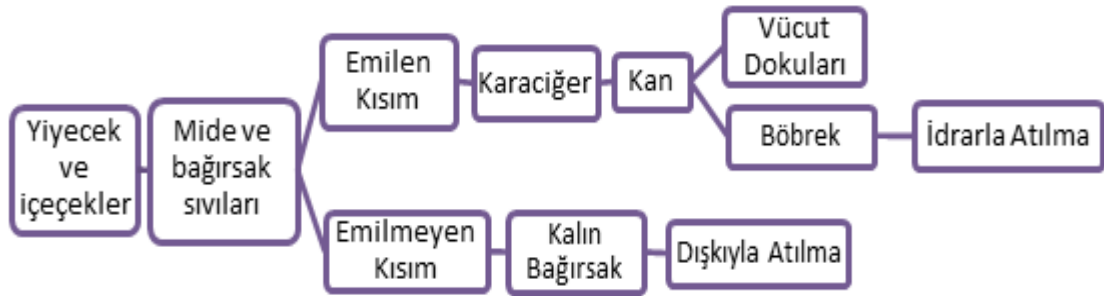 Yiyecek
ve
içeçekler
Mide ve
bağırsak
sıvıları
Emilen
Kısım
Karaciğer
Kan
Vücut
Dokuları
Böbrek
İdrarla Atılma
Emilmeyen
Kısım
Kalın
Bağırsak
Dışkıyla Atılma